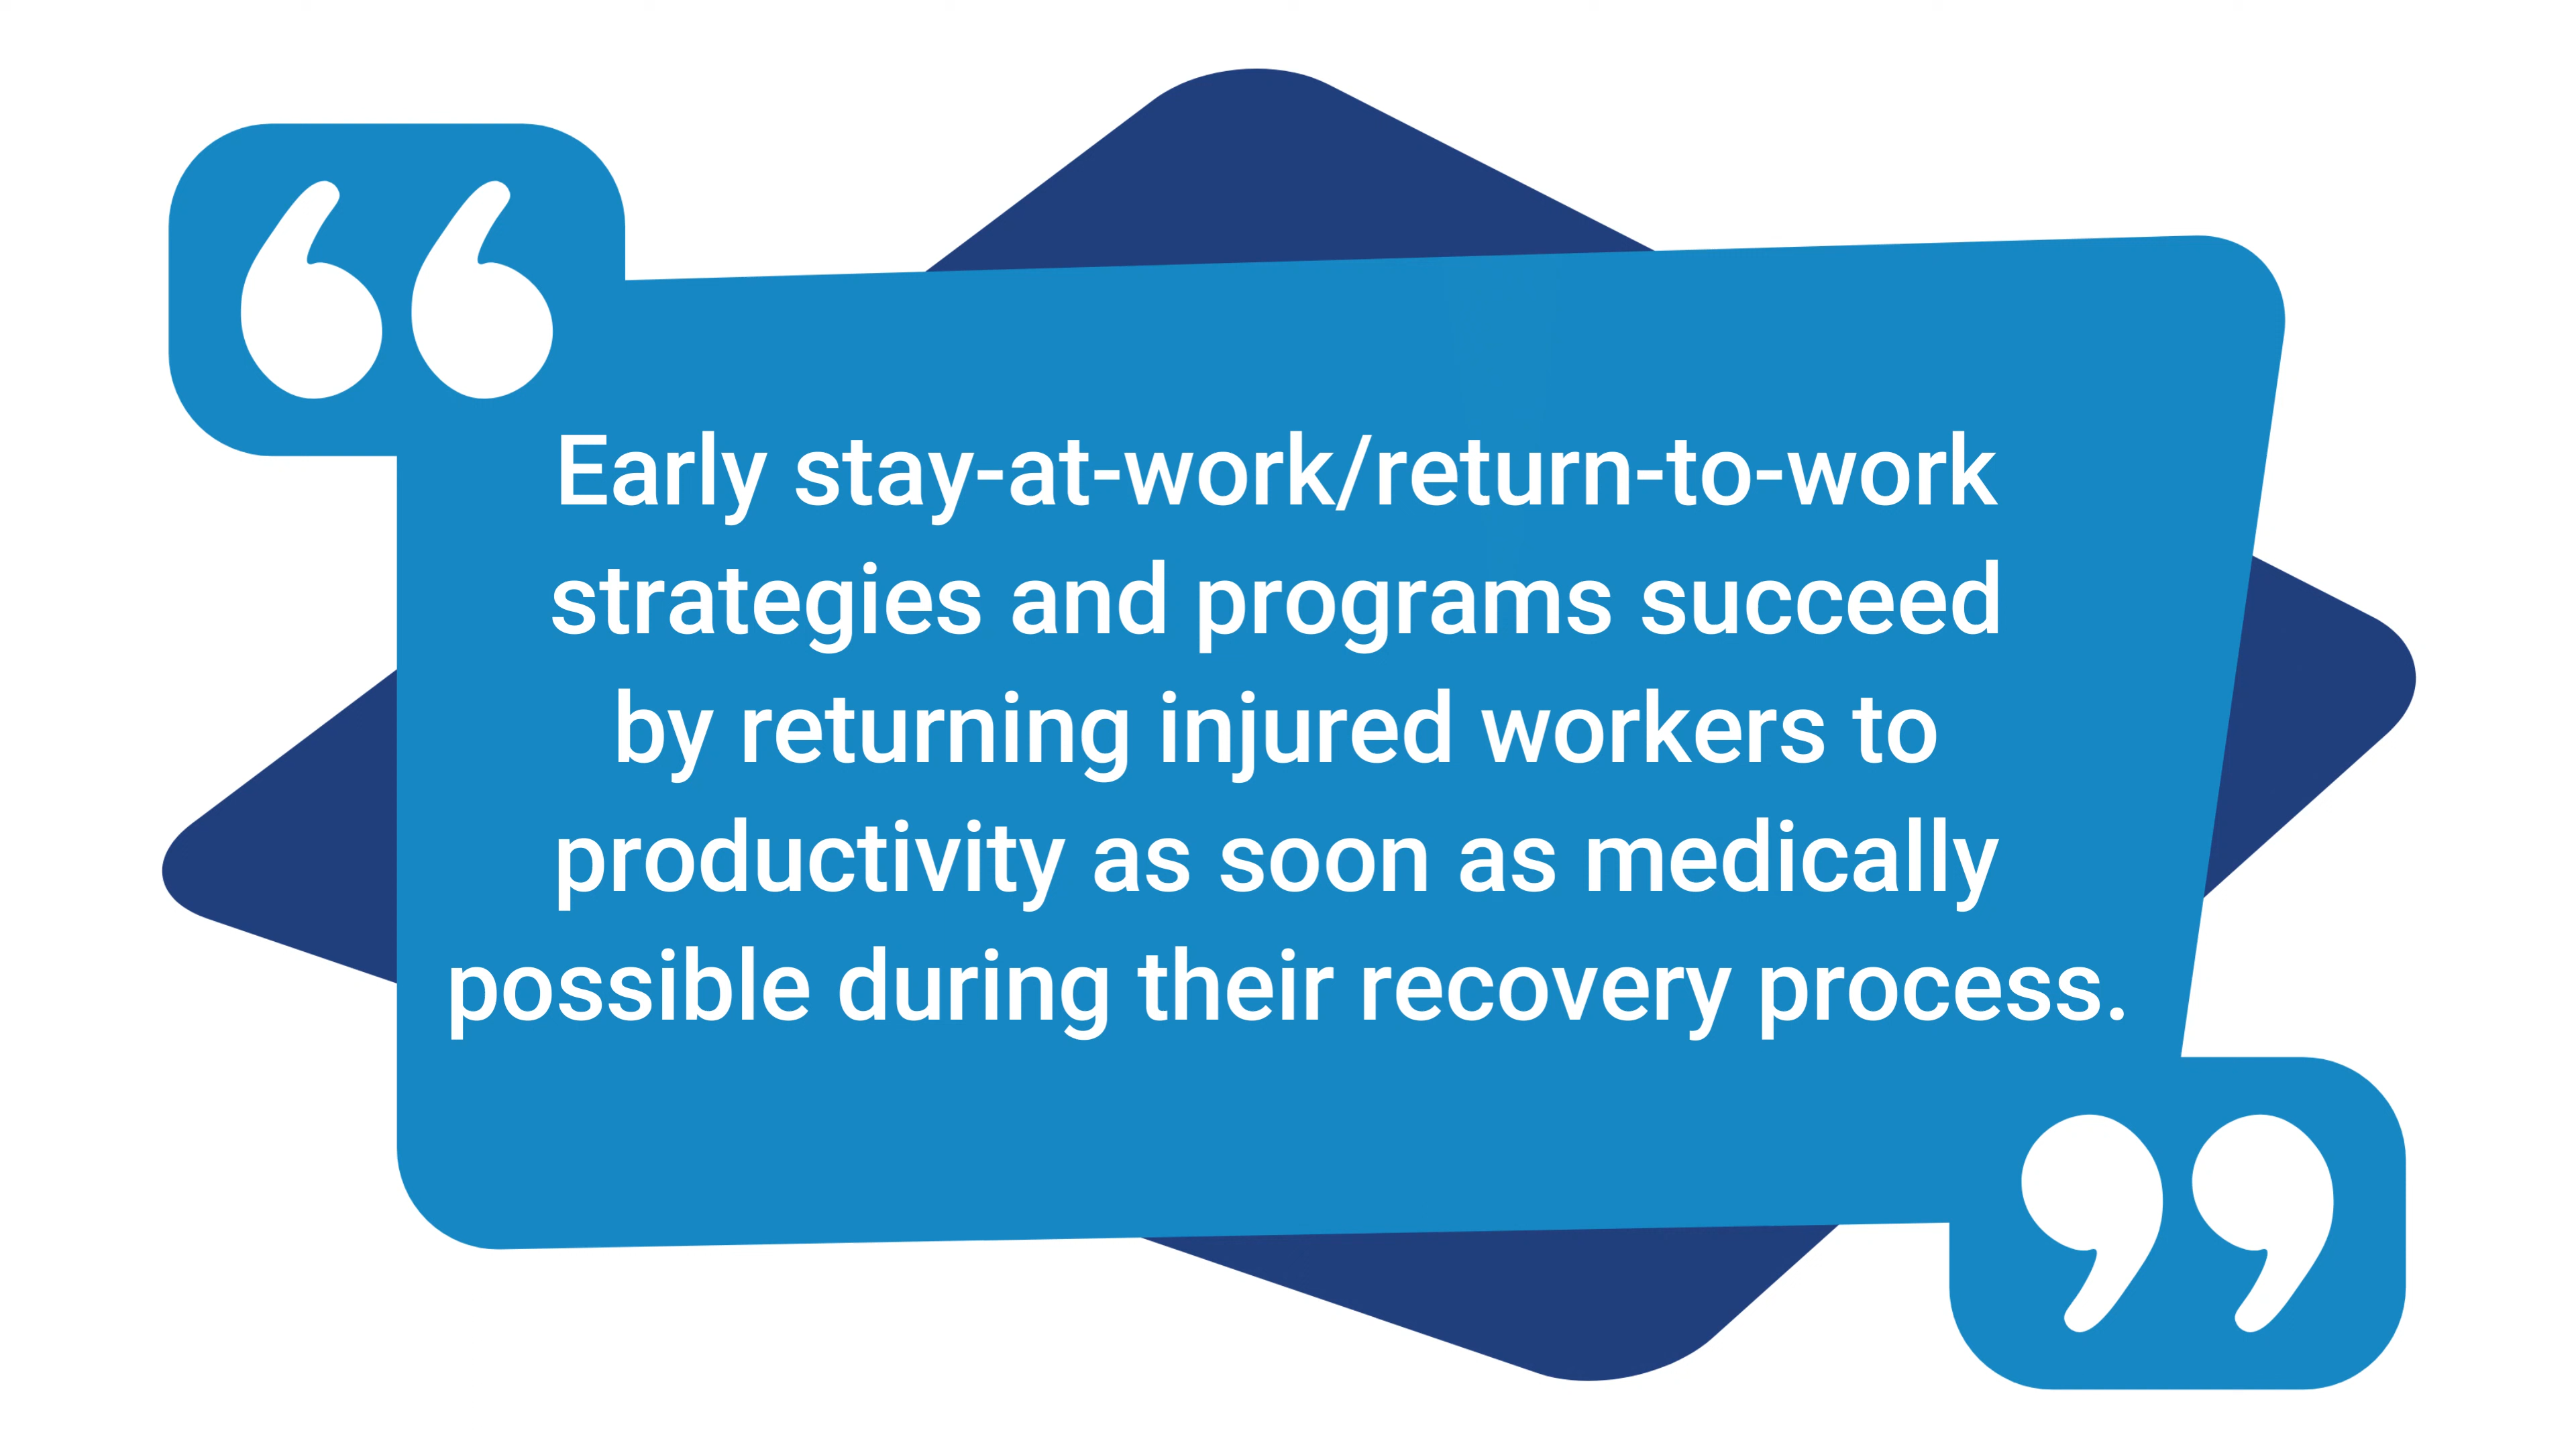 “
Early stay-at-work/return-to-work
strategies and programs succeed
by returning injured workers to
productivity as soon as medically
possible during their recovery process.
”